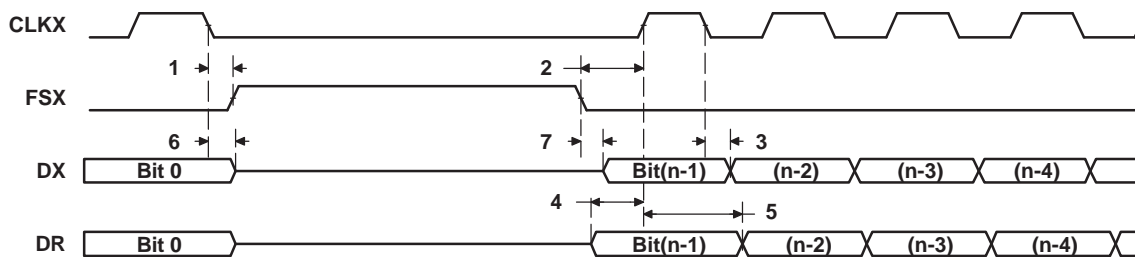 CLKX
1 2
FSX
6 7 3
DX Bit 0 Bit(n-1) (n-2) (n-3) (n-4)
4 5
DR Bit 0 Bit(n-1) (n-2) (n-3) (n-4)